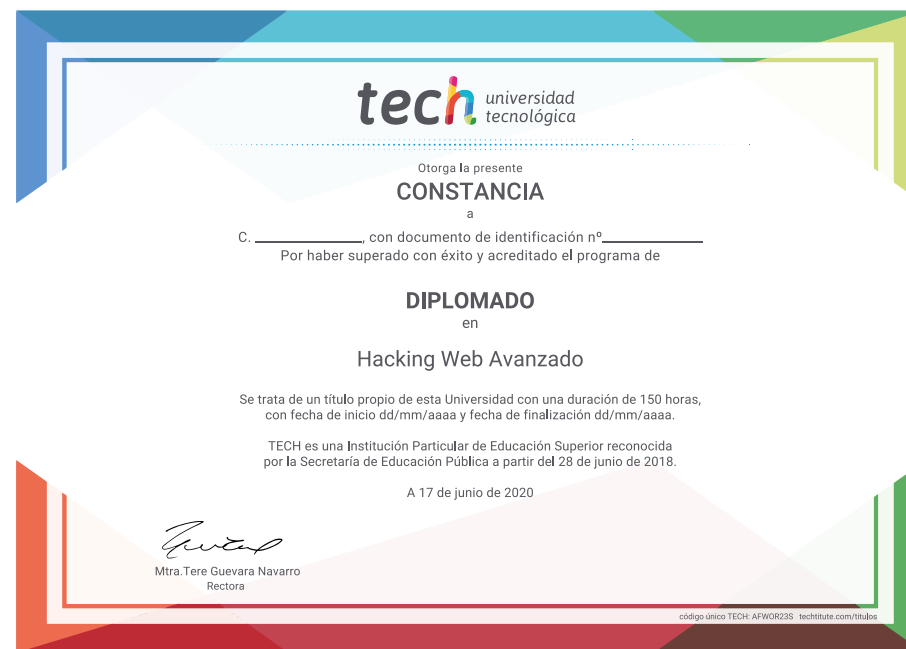 tech universidad
tecnológica
Otorga la presente
CONSTANCIA
a
C. ____________, con documento de identificación nº____________
Por haber superado con éxito y acreditado el programa de
DIPLOMADO
en
Hacking Web Avanzado
Se trata de un título propio de esta Universidad con una duración de 150 horas,
con fecha de inicio dd/mm/aaaa y fecha de finalización dd/mm/aaaa.
TECH es una Institución Particular de Educación Superior reconocida
por la Secretaría de Educación Pública a partir del 28 de junio de 2018.
A 17 de junio de 2020
Mtra.Tere Guevara Navarro
Rectora
código único TECH: AFWOR23S techtitute.com/titulos